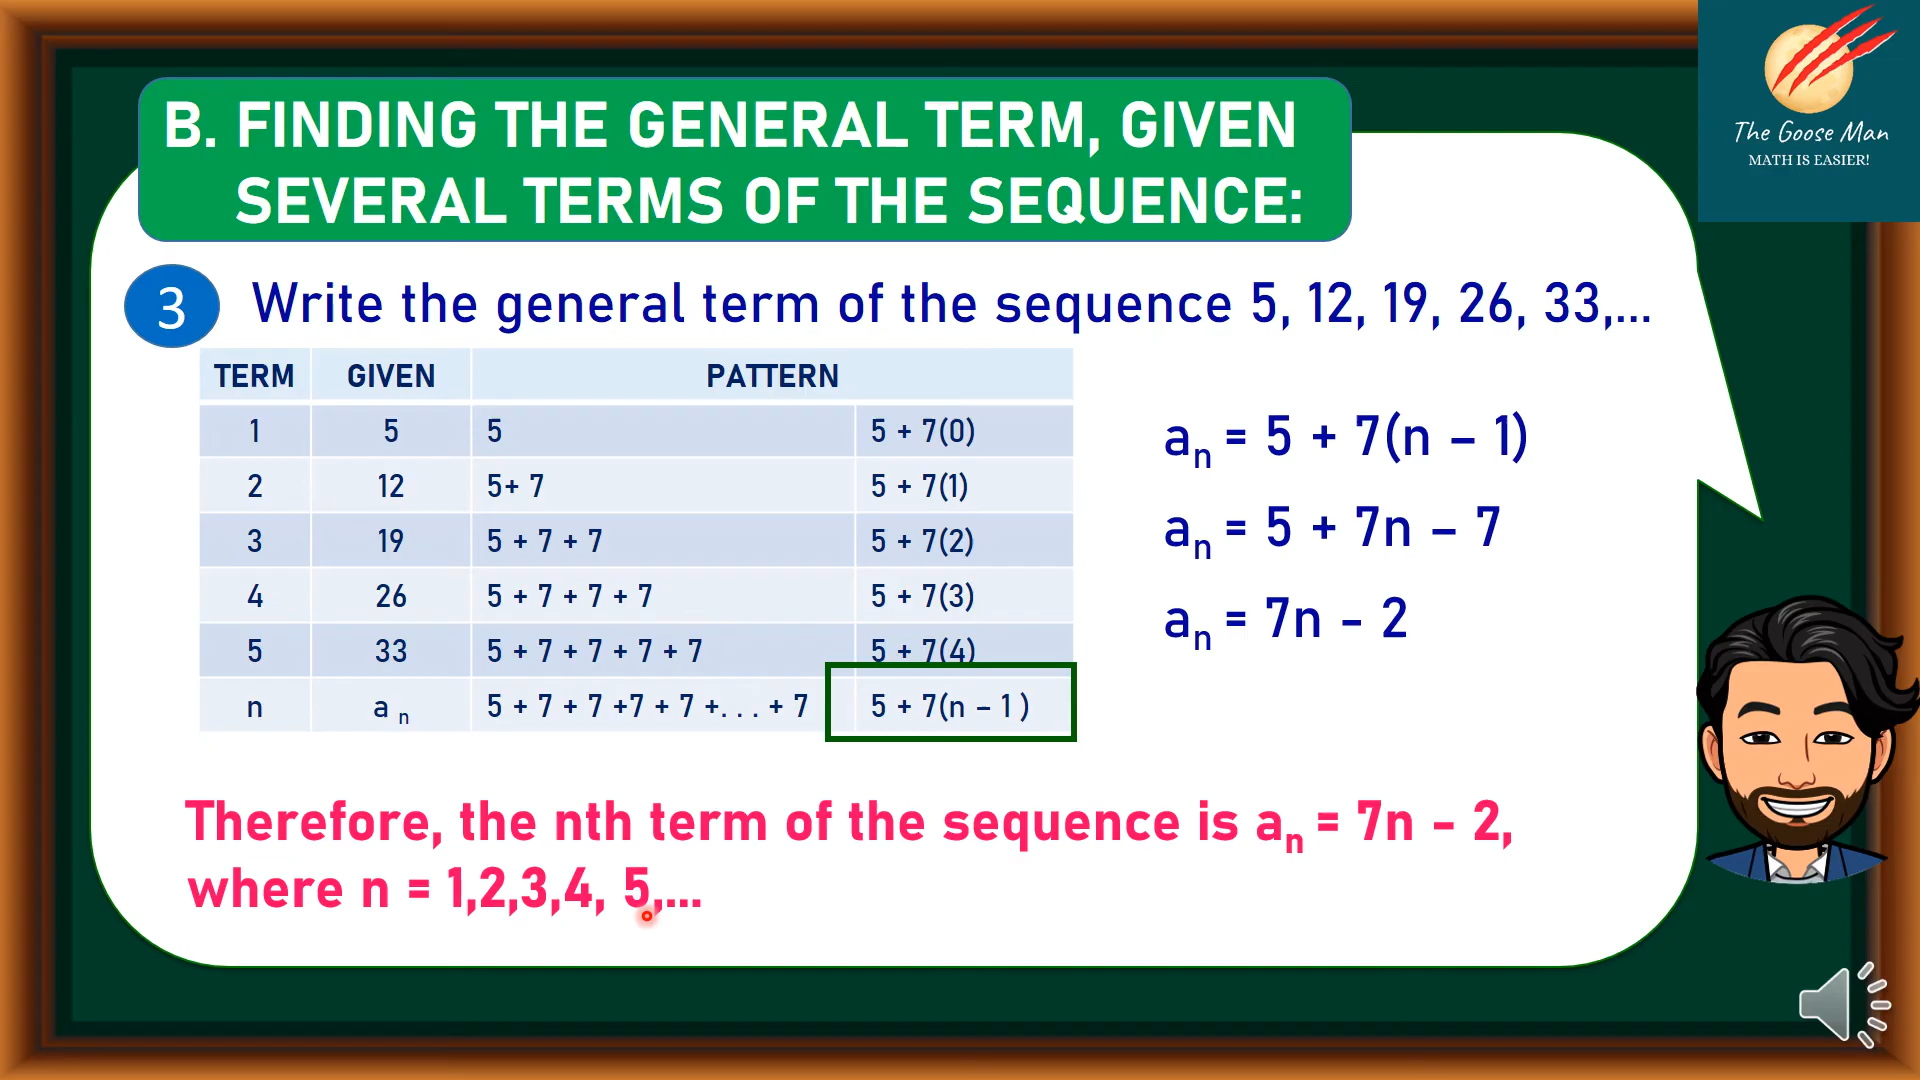 The Goose Man
MATH IS EASIER!
B. FINDING THE GENERAL TERM, GIVEN
SEVERAL TERMS OF THE SEQUENCE:
3 Write the general term of the sequence 5, 12, 19, 26, 33,...
TERM GIVEN PATTERN
1 5 5 5 + 7(0)
2 12 5+ 7 5 + 7(1)
3 19 5 + 7 + 7 5 + 7(2)
4 26 5 + 7 + 7 + 7 5 + 7(3)
5 33 5 + 7 + 7 + 7 + 7 5 + 7(4)
n a n 5 + 7 + 7 +7 + 7 +. . . + 7 5 + 7(n – 1 )
an = 5 + 7(n – 1)
an = 5 + 7n – 7
an = 7n - 2
Therefore, the nth term of the sequence is an = 7n – 2,
where n = 1,2,3,4, 5,...